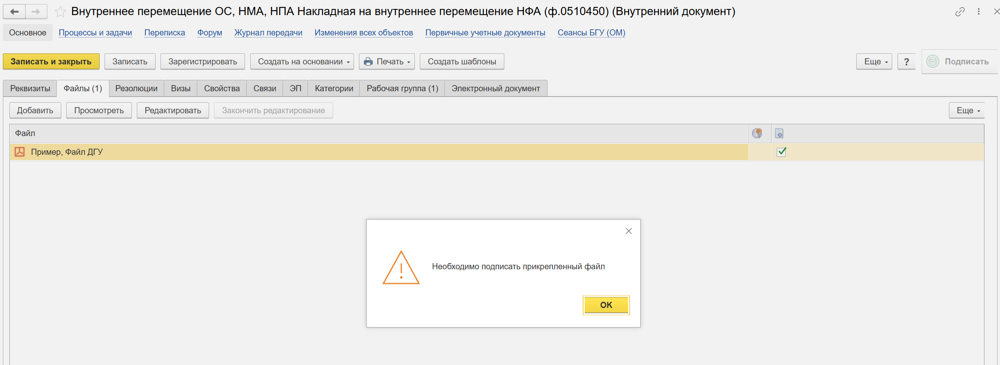 Внутреннее перемещение ОС, НМА, НПА Накладная на внутреннее перемещение НФА (ф.0510450) (Внутренний документ)
Основное Процессы и задачи Переписка Форум Журнал передачи Изменения всех объектов Первичные учетные документы Сеансы БГУ (ОМ)
Записать и закрыть Записать Зарегистрировать Создать на основании Печать Создать шаблоны Еще ? Подписать
Реквизиты Файлы (1) Резолюции Визы Свойства Связи ЭП Категории Рабочая группа (1) Электронный документ
Добавить Просмотреть Редактировать Закончить редактирование Еще
Файл
Пример, Файл ДГУ
Необходимо подписать прикрепленный файл
ОК